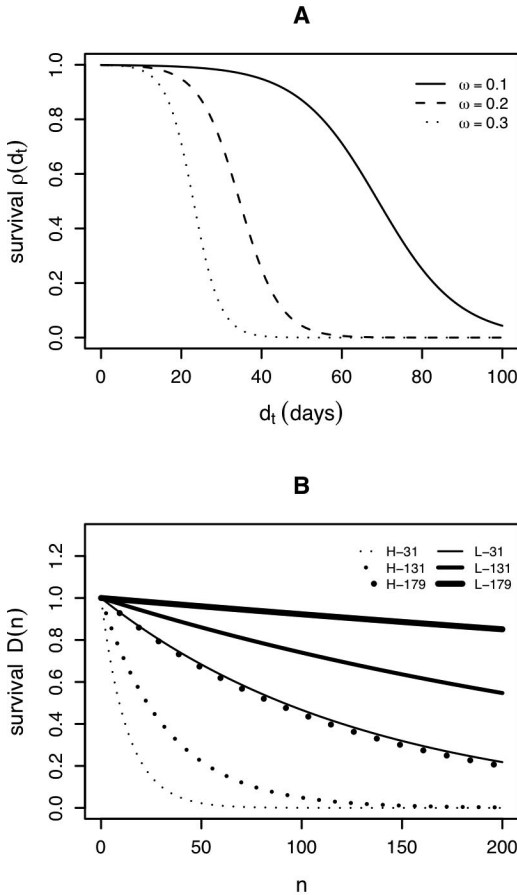 A
survival ρ(dt)
1.0
0.8
0.6
0.4
0.2
0.0
ω = 0.1
ω = 0.2
ω = 0.3
0 20 40 60 80 100
dt (days)
B
survival D(n)
1.2
1.0
0.8
0.6
0.4
0.2
0.0
H−31 L−31
H−131 L−131
H−179 L−179
0 50 100 150 200
n